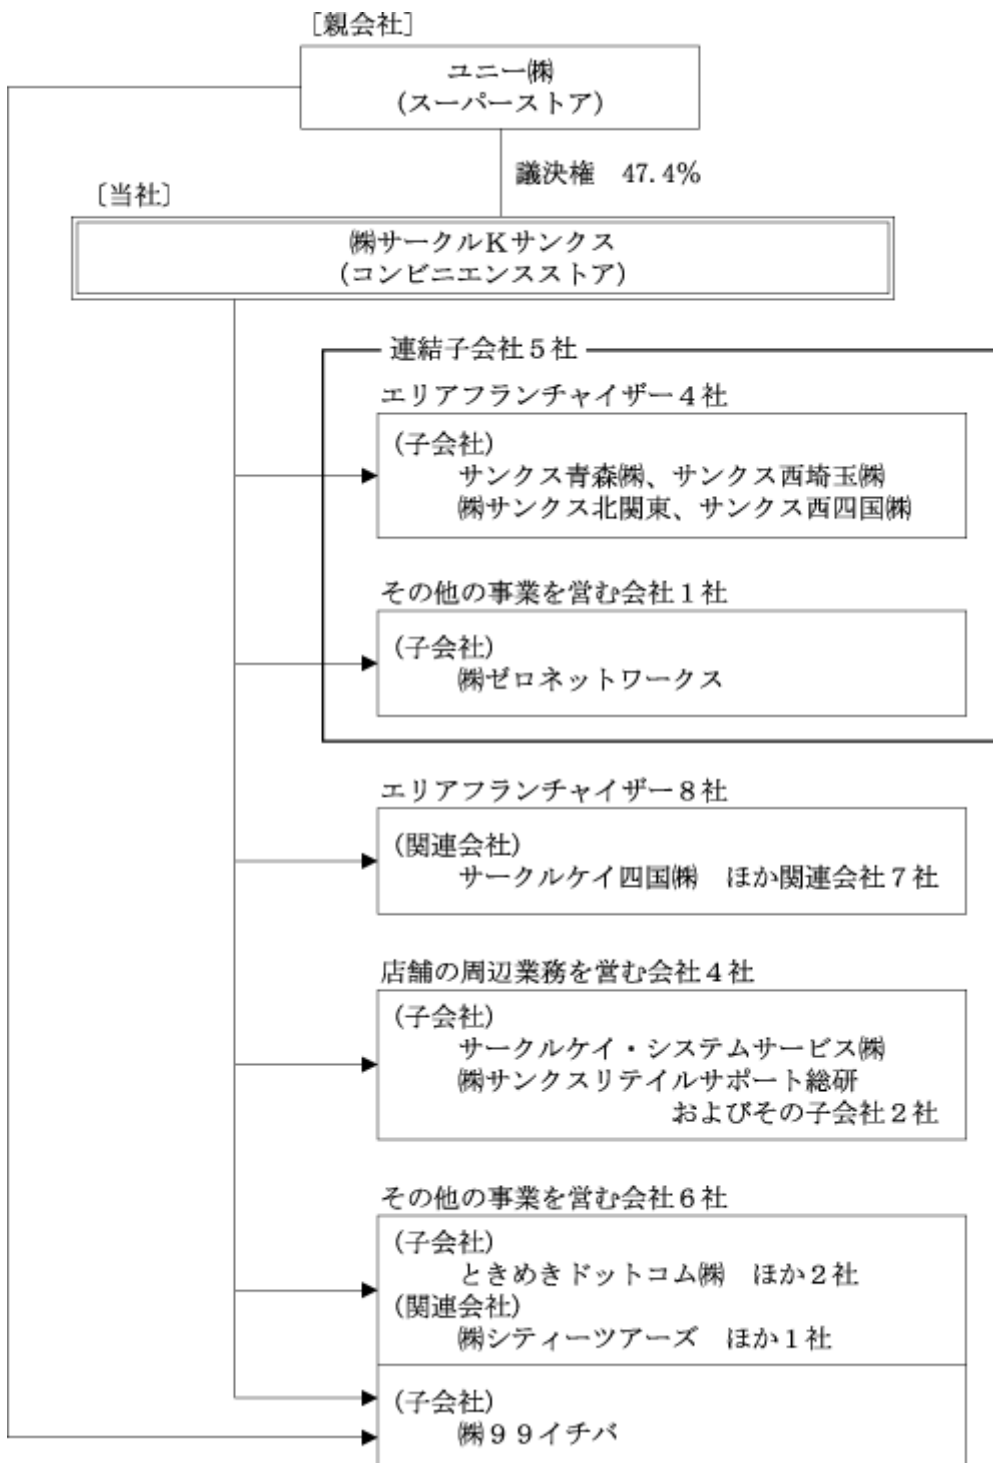 ［親会社］
ユニー㈱
(スーパーストア)
議決権　47.4%
［当社］
㈱サークルＫサンクス
(コンビニエンスストア)
連結子会社５社
エリアフランチャイザー４社
(子会社)
サンクス青森㈱、サンクス西埼玉㈱
㈱サンクス北関東、サンクス西四国㈱
その他の事業を営む会社１社
(子会社)
㈱ゼロネットワークス
エリアフランチャイザー８社
(関連会社)
サークルケイ四国㈱　ほか関連会社７社
店舗の周辺業務を営む会社４社
(子会社)
サークルケイ・システムサービス㈱
㈱サンクスリテイルサポート総研
およびその子会社２社
その他の事業を営む会社６社
(子会社)
ときめきドットコム㈱　ほか２社
(関連会社)
㈱シティーツアーズ　ほか１社
(子会社)
㈱９９イチバ